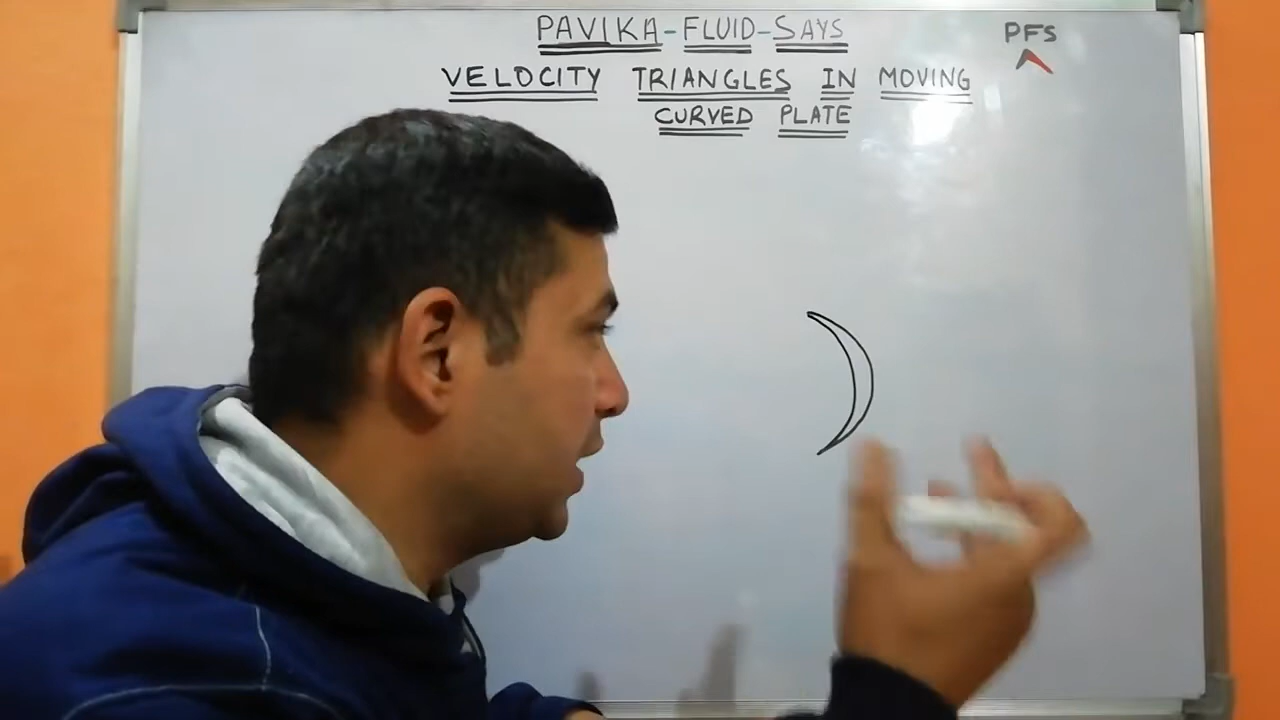 PAVIKA-FLUID-SAYS
PFS
VELOCITY TRIANGLES IN MOVING
CURVED PLATE